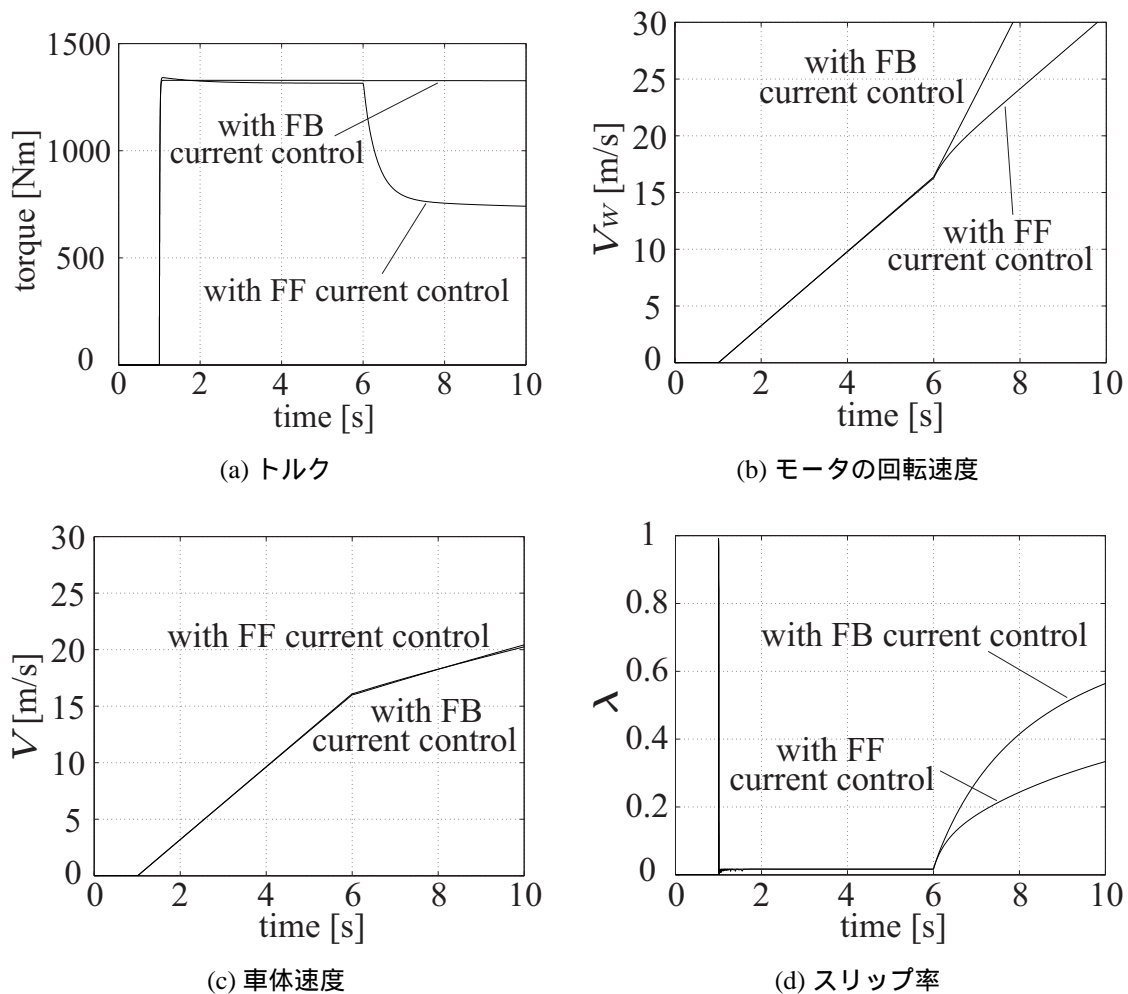 1500
1000
500
0
torque [Nm]
with FB
current control
with FF current control
0 2 4 6 8 10
time [s]
(a) トルク
30
25
20
15
10
5
0
Vw [m/s]
with FB
current control
with FF
current control
0 2 4 6 8 10
time [s]
(b) モータの回転速度
30
25
20
15
10
5
0
V [m/s]
with FF current control
with FB
current control
0 2 4 6 8 10
time [s]
(c) 車体速度
1
0.8
0.6
0.4
0.2
0
λ
with FB current control
with FF
current control
0 2 4 6 8 10
time [s]
(d) スリップ率